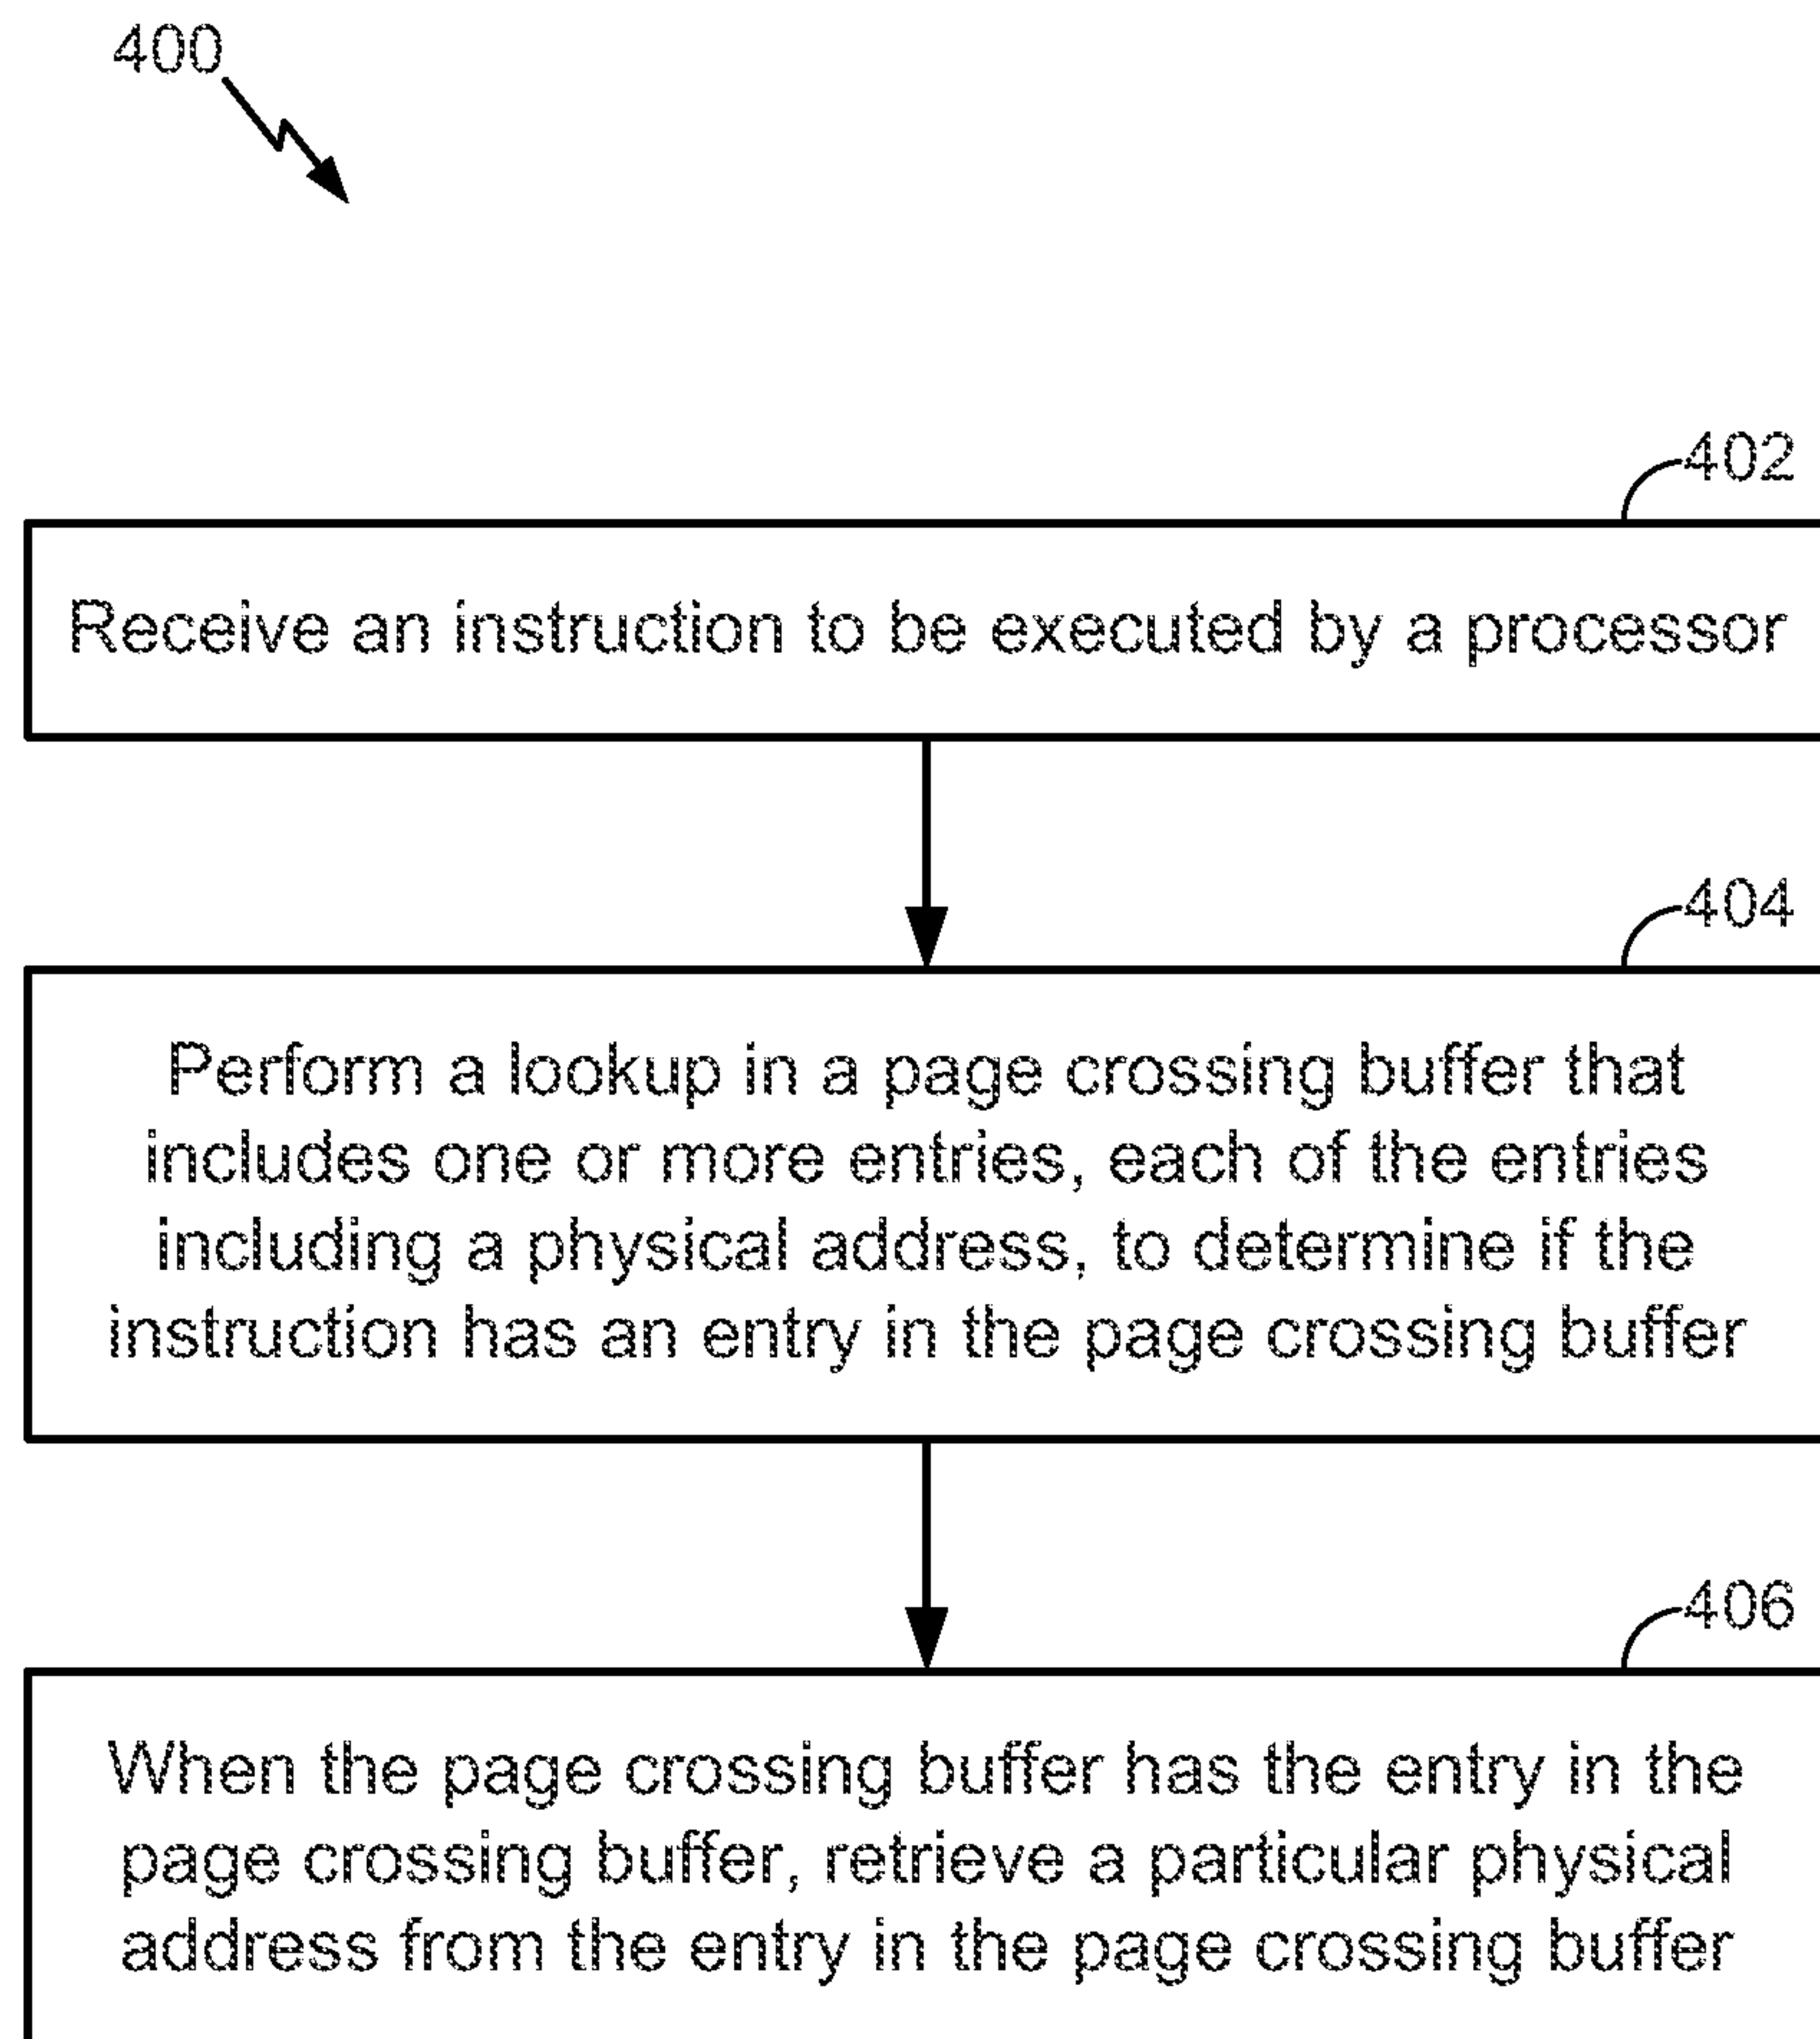 400
402
Receive an instruction to be executed by a processor
404
Perform a lookup in a page crossing buffer that
includes one or more entries, each of the entries
including a physical address, to determine if the
instruction has an entry in the page crossing buffer
406
When the page crossing buffer has the entry in the
page crossing buffer, retrieve a particular physical
address from the entry in the page crossing buffer